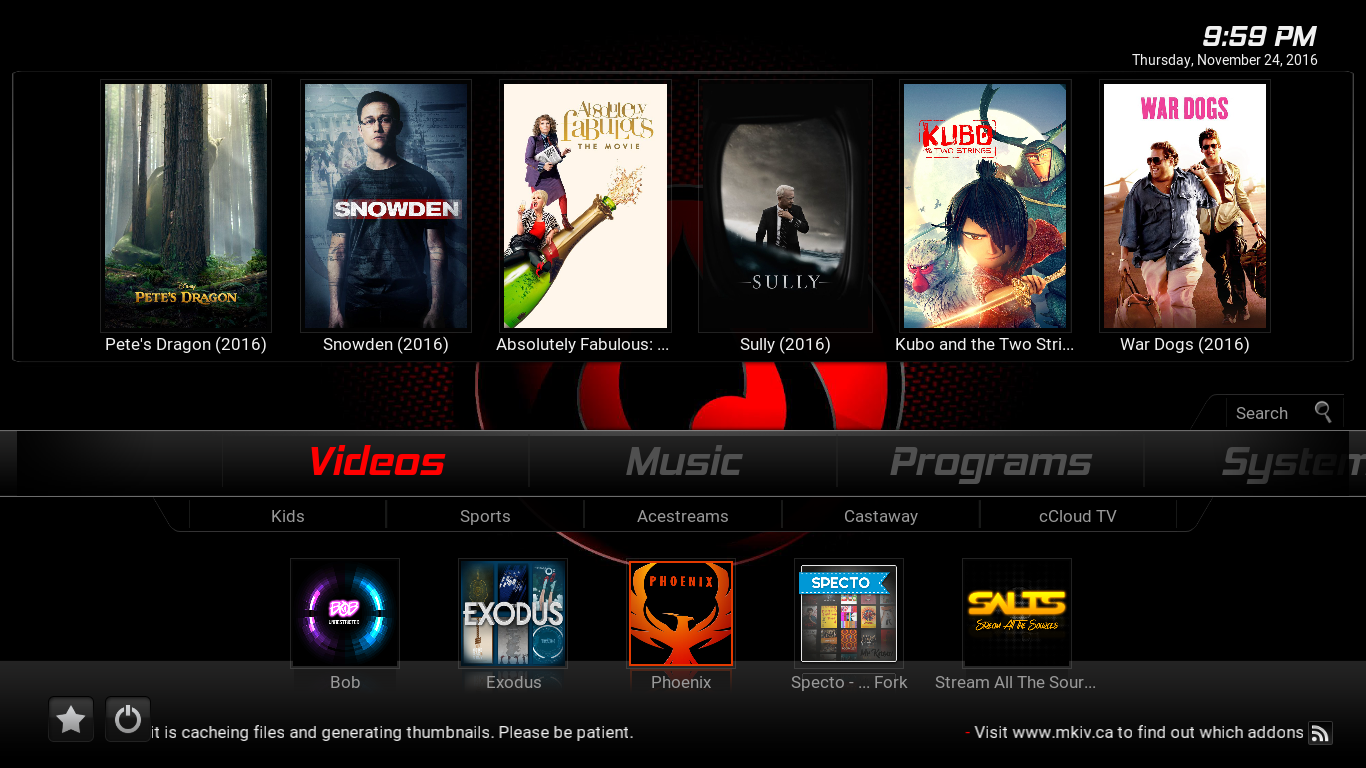 9:59 PM
Thursday, November 24, 2016
Disney
PETE'S DRAGON
SNOWDEN
Absolutely
fabulous
THE MOVIE
SULLY
KUBO
AND THE
TWO STRINGS
WAR DOGS
Pete's Dragon (2016)
Snowden (2016)
Absolutely Fabulous: ...
Sully (2016)
Kubo and the Two Stri...
War Dogs (2016)
Search
Videos
Music
Programs
System
Kids
Sports
Acestreams
Castaway
cCloud TV
BOB
UNRESTRICTED
EXODUS
PHOENIX
SPECTO
SALTS
Stream All The Sources
Bob
Exodus
Phoenix
Specto - ... Fork
Stream All The Sour...
it is cacheing files and generating thumbnails. Please be patient.
- Visit www.mkiv.ca to find out which addons